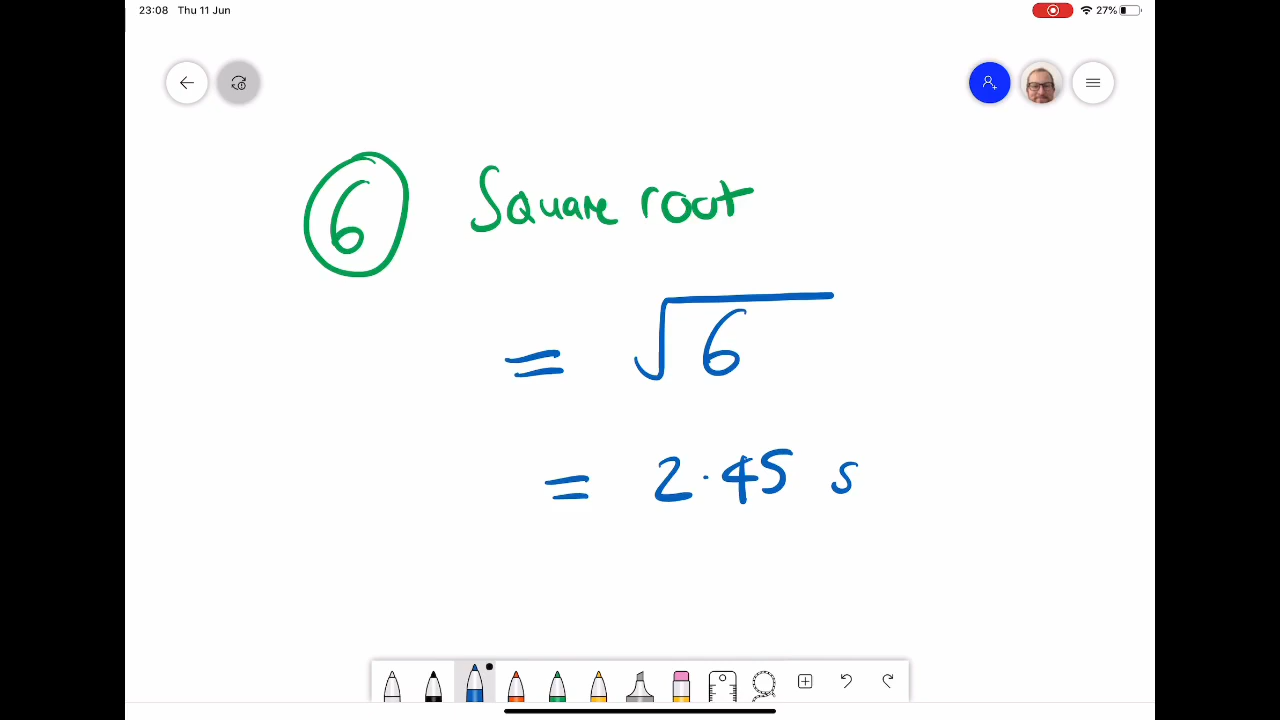 23:08 Thu 11 Jun 27%
6 Square root
= √6
= 2.45 s